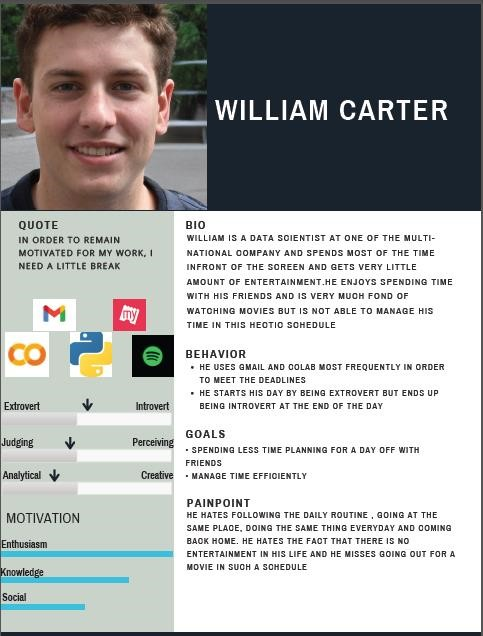 WILLIAM CARTER
QUOTE
IN ORDER TO REMAIN
MOTIVATED FOR MY WORK, I
NEED A LITTLE BREAK
my
Extrovert Introvert
Judging Perceiving
Analytical Creative
MOTIVATION
Enthusiasm
Knowledge
Social
BIO
WILLIAM IS A DATA SOIENTIST AT ONE OF THE MULTI-
NATIONAL COMPANY AND SPENDS MOST OF THE TIME
INFRONT OF THE SOREEN AND GETS VERY LITTLE
AMOUNT OF ENTERTAINMENT.HE ENJOYS SPENDING TIME
WITH HIS FRIENDS AND IS VERY MUCH FOND OF
WATOHING MOVIES BUT IS NOT ABLE TO MANAGE HIS
TIME IN THIS HEOTIO SOHEDULE
BEHAVIOR
• HE USES GMAIL AND COLAB MOST FREQUENTLY IN ORDER
TO MEET THE DEADLINES
• HE STARTS HIS DAY BY BEING EXTROVERT BUT ENDS UP
BEING INTROVERT AT THE END OF THE DAY
GOALS
• SPENDING LESS TIME PLANNING FOR A DAY OFF WITH
FRIENDS
• MANAGE TIME EFFICIENTLY
PAINPOINT
HE HATES FOLLOWING THE DAILY ROUTINE , GOING AT THE
SAME PLACE, DOING THE SAME THING EVERYDAY AND COMING
BACK HOME. HE HATES THE FACT THAT THERE IS NO
ENTERTAINMENT IN HIS LIFE AND HE MISSES GOING OUT FOR A
MOVIE IN SUCH A SCHEDULE